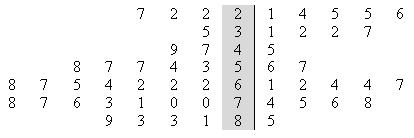 7 2 2 2 1 4 5 5 6
5 3 1 2 2 7
9 7 4 5
8 7 7 4 3 5 6 7
8 7 5 4 2 2 2 6 1 2 4 4 7
8 7 6 3 1 0 0 7 4 5 6 8
9 3 3 1 8 5